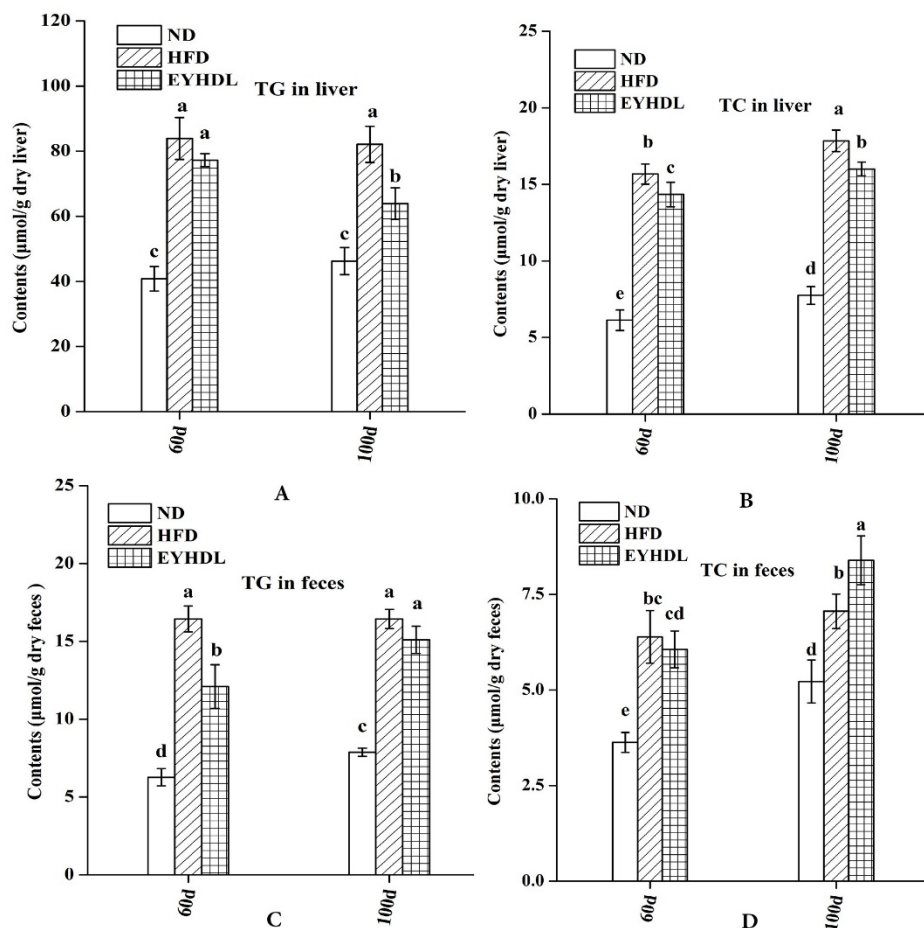 120
100
80
60
40
20
0
Contents (μmol/g dry liver)
ND
HFD
EYHDL
TG in liver
c
a
a
c
a
b
60d
100d
A
25
20
15
10
5
0
Contents (μmol/g dry liver)
ND
HFD
EYHDL
TC in liver
e
b
c
d
a
b
60d
100d
B
25
20
15
10
5
0
Contents (μmol/g dry feces )
ND
HFD
EYHDL
TG in feces
d
a
b
c
a
a
60d
100d
C
10.0
7.5
5.0
2.5
0.0
Contents (μmol/g dry feces)
ND
HFD
EYHDL
TC in feces
e
bc
cd
d
b
a
60d
100d
D